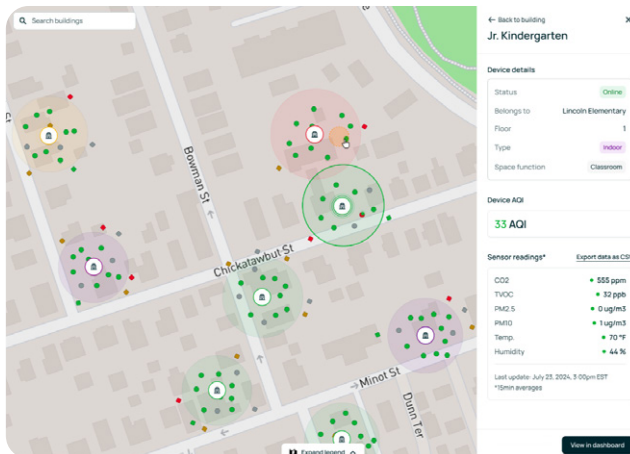 Search buildings
Bowman St
Chickatawbut St
Minot St
Dunn Ter
St
St
Expand legend
← Back to building
Jr. Kindergarten
Device details
Status Online
Belongs to Lincoln Elementary
Floor 1
Type Indoor
Space function Classroom
Device AQI
33 AQI
Sensor readings* Export data as CS
CO2 555 ppm
TVOC 32 ppb
PM2.5 0 ug/m3
PM10 1 ug/m3
Temp. 70 °F
Humidity 44 %
Last update: July 23, 2024, 3:00pm EST
*15min averages
View in dashboard